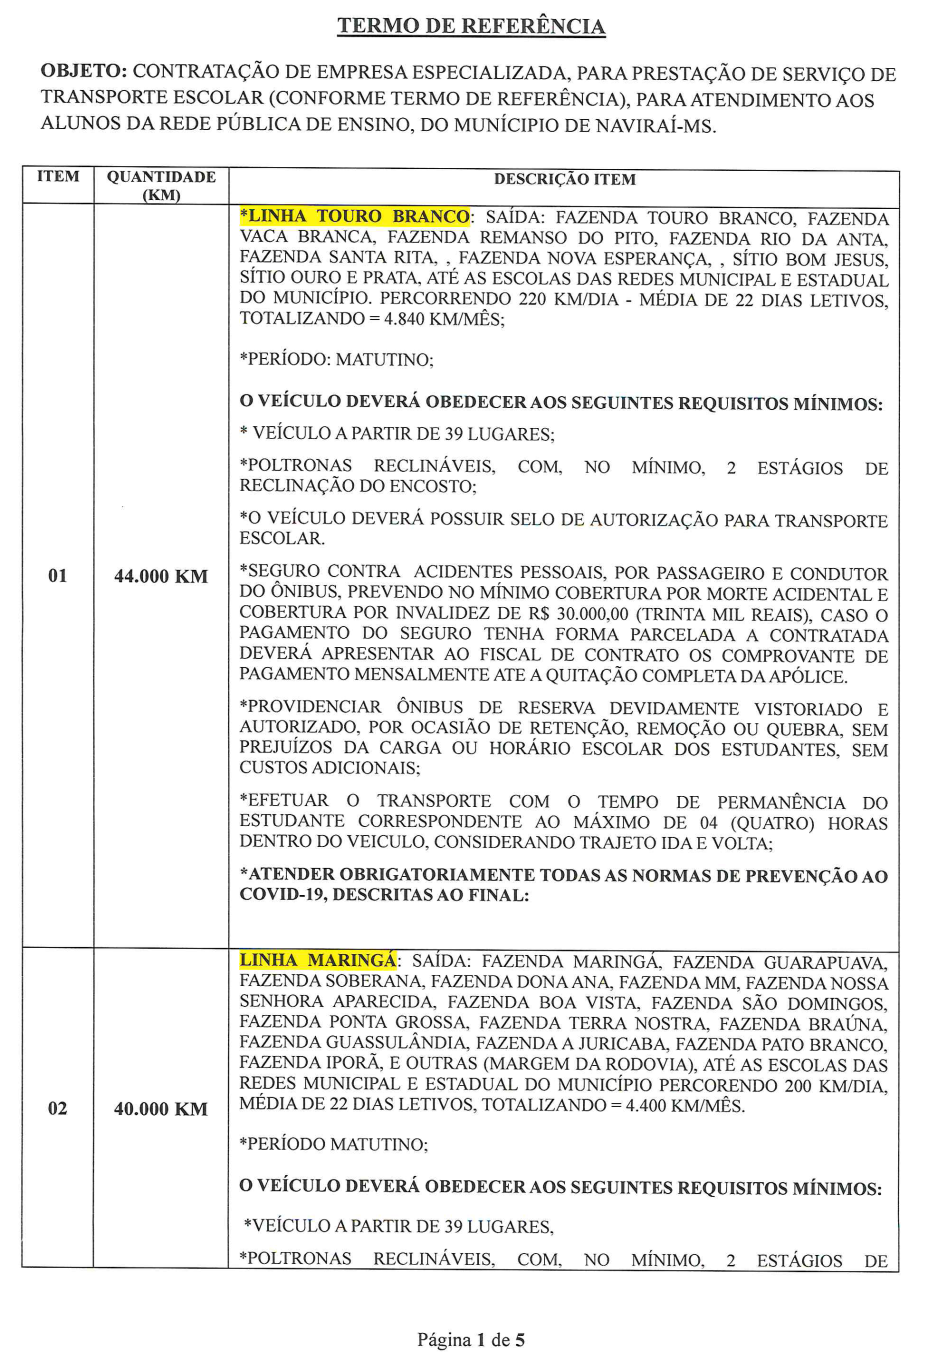 TERMO DE REFERÊNCIA
OBJETO: CONTRATAÇÃO DE EMPRESA ESPECIALIZADA, PARA PRESTAÇÃO DE SERVIÇO DE
TRANSPORTE ESCOLAR (CONFORME TERMO DE REFERÊNCIA), PARA ATENDIMENTO AOS
ALUNOS DA REDE PÚBLICA DE ENSINO, DO MUNÍCIPIO DE NAVIRAÍ-MS.
ITEM QUANTIDADE (KM) DESCRIÇÃO ITEM
*LINHA TOURO BRANCO: SAÍDA: FAZENDA TOURO BRANCO, FAZENDA
VACA BRANCA, FAZENDA REMANSO DO PITO, FAZENDA RIO DA ANTA,
FAZENDA SANTA RITA, , FAZENDA NOVA ESPERANÇA, , SÍTIO BOM JESUS,
SÍTIO OURO E PRATA, ATÉ AS ESCOLAS DAS REDES MUNICIPAL E ESTADUAL
DO MUNICÍPIO. PERCORRENDO 220 KM/DIA - MÉDIA DE 22 DIAS LETIVOS,
TOTALIZANDO = 4.840 KM/MÊS;
*PERÍODO: MATUTINO;
O VEÍCULO DEVERÁ OBEDECER AOS SEGUINTES REQUISITOS MÍNIMOS:
* VEÍCULO A PARTIR DE 39 LUGARES;
*POLTRONAS RECLINÁVEIS, COM, NO MÍNIMO, 2 ESTÁGIOS DE
RECLINAÇÃO DO ENCOSTO;
*O VEÍCULO DEVERÁ POSSUIR SELO DE AUTORIZAÇÃO PARA TRANSPORTE
ESCOLAR.
01 44.000 KM
*SEGURO CONTRA ACIDENTES PESSOAIS, POR PASSAGEIRO E CONDUTOR
DO ÔNIBUS, PREVENDO NO MÍNIMO COBERTURA POR MORTE ACIDENTAL E
COBERTURA POR INVALIDEZ DE R$ 30.000,00 (TRINTA MIL REAIS), CASO O
PAGAMENTO DO SEGURO TENHA FORMA PARCELADA A CONTRATADA
DEVERÁ APRESENTAR AO FISCAL DE CONTRATO OS COMPROVANTE DE
PAGAMENTO MENSALMENTE ATE A QUITAÇÃO COMPLETA DA APÓLICE.
*PROVIDENCIAR ÔNIBUS DE RESERVA DEVIDAMENTE VISTORIADO E
AUTORIZADO, POR OCASIÃO DE RETENÇÃO, REMOÇÃO OU QUEBRA, SEM
PREJUÍZOS DA CARGA OU HORÁRIO ESCOLAR DOS ESTUDANTES, SEM
CUSTOS ADICIONAIS;
*EFETUAR O TRANSPORTE COM O TEMPO DE PERMANÊNCIA DO
ESTUDANTE CORRESPONDENTE AO MÁXIMO DE 04 (QUATRO) HORAS
DENTRO DO VEICULO, CONSIDERANDO TRAJETO IDA E VOLTA;
*ATENDER OBRIGATORIAMENTE TODAS AS NORMAS DE PREVENÇÃO AO
COVID-19, DESCRITAS AO FINAL:
LINHA MARINGÁ: SAÍDA: FAZENDA MARINGÁ, FAZENDA GUARAPUAVA,
FAZENDA SOBERANA, FAZENDA DONA ANA, FAZENDA MM, FAZENDA NOSSA
SENHORA APARECIDA, FAZENDA BOA VISTA, FAZENDA SÃO DOMINGOS,
FAZENDA PONTA GROSSA, FAZENDA TERRA NOSTRA, FAZENDA BRAÚNA,
FAZENDA GUASSULÂNDIA, FAZENDA A JURICABA, FAZENDA PATO BRANCO,
FAZENDA IPORÃ, E OUTRAS (MARGEM DA RODOVIA), ATÉ AS ESCOLAS DAS
REDES MUNICIPAL E ESTADUAL DO MUNICÍPIO PERCORENDO 200 KM/DIA,
MÉDIA DE 22 DIAS LETIVOS, TOTALIZANDO = 4.400 KM/MÊS.
02 40.000 KM
*PERÍODO MATUTINO;
O VEÍCULO DEVERÁ OBEDECER AOS SEGUINTES REQUISITOS MÍNIMOS:
*VEÍCULO A PARTIR DE 39 LUGARES,
*POLTRONAS RECLINÁVEIS, COM, NO MÍNIMO, 2 ESTÁGIOS DE
Página 1 de 5